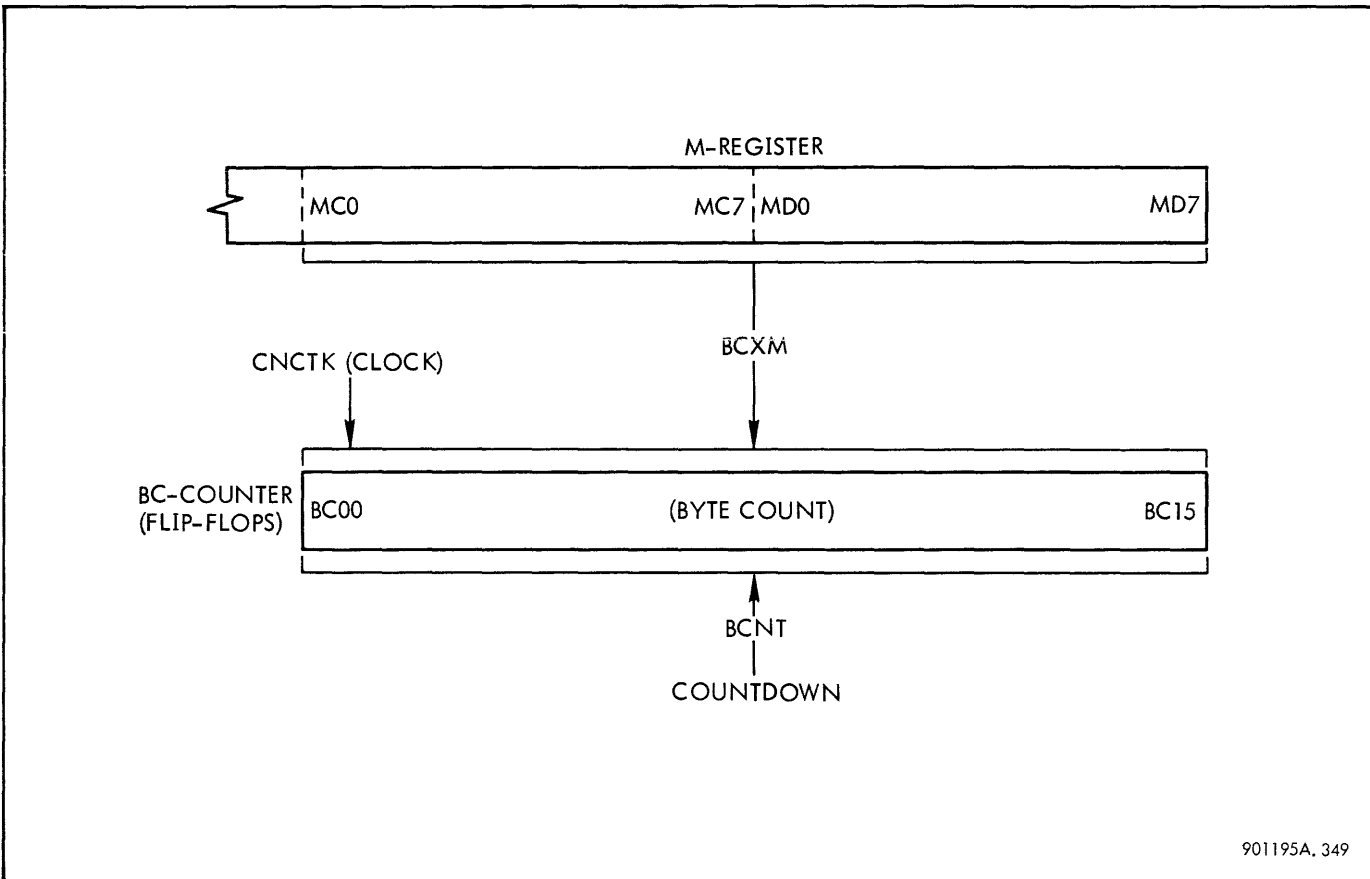 M-REGISTER
MC0 MC7 MD0 MD7
BCXM
CNCTK (CLOCK)
BC-COUNTER
(FLIP-FLOPS)
BC00 (BYTE COUNT) BC15
BCNT
COUNTDOWN
901195A. 349